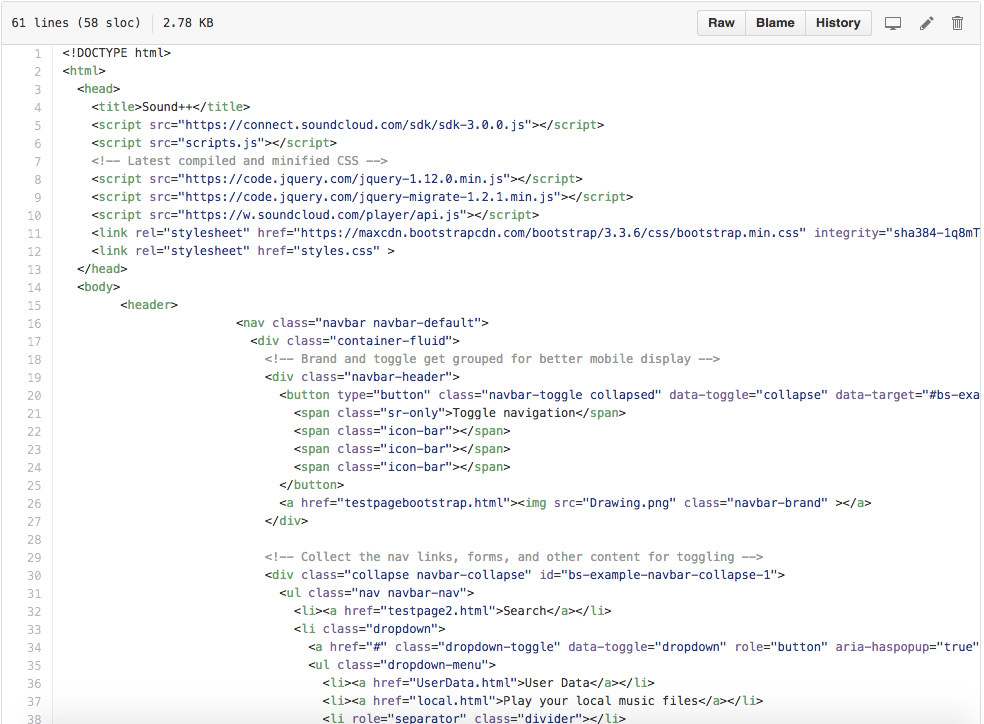 61 lines (58 sloc) 2.78 KB Raw Blame History
1 <!DOCTYPE html>
2 <html>
3 <head>
4 <title>Sound++</title>
5 <script src="https://connect.soundcloud.com/sdk/sdk-3.0.0.js"></script>
6 <script src="scripts.js"></script>
7 <!-- Latest compiled and minified CSS -->
8 <script src="https://code.jquery.com/jquery-1.12.0.min.js"></script>
9 <script src="https://code.jquery.com/jquery-migrate-1.2.1.min.js"></script>
10 <script src="https://w.soundcloud.com/player/api.js"></script>
11 <link rel="stylesheet" href="https://maxcdn.bootstrapcdn.com/bootstrap/3.3.6/css/bootstrap.min.css" integrity="sha384-1q8mT
12 <link rel="stylesheet" href="styles.css" >
13 </head>
14 <body>
15 <header>
16 <nav class="navbar navbar-default">
17 <div class="container-fluid">
18 <!-- Brand and toggle get grouped for better mobile display -->
19 <div class="navbar-header">
20 <button type="button" class="navbar-toggle collapsed" data-toggle="collapse" data-target="#bs-exa
21 <span class="sr-only">Toggle navigation</span>
22 <span class="icon-bar"></span>
23 <span class="icon-bar"></span>
24 <span class="icon-bar"></span>
25 </button>
26 <a href="testpagebootstrap.html"><img src="Drawing.png" class="navbar-brand" ></a>
27 </div>
28
29 <!-- Collect the nav links, forms, and other content for toggling -->
30 <div class="collapse navbar-collapse" id="bs-example-navbar-collapse-1">
31 <ul class="nav navbar-nav">
32 <li><a href="testpage2.html">Search</a></li>
33 <li class="dropdown">
34 <a href="#" class="dropdown-toggle" data-toggle="dropdown" role="button" aria-haspopup="true"
35 <ul class="dropdown-menu">
36 <li><a href="UserData.html">User Data</a></li>
37 <li><a href="local.html">Play your local music files</a></li>
38 <li role="separator" class="divider"></li>